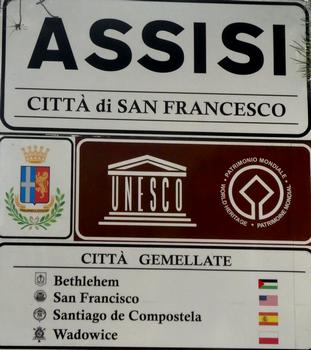 ASSISI
CITTÀ di SAN FRANCESCO
UNESCO
PATRIMONIO MONDIALE • WORLD HERITAGE • PATRIMOINE MONDIAL •
CITTÀ GEMELLATE
Bethlehem
San Francisco
Santiago de Compostela
Wadowice